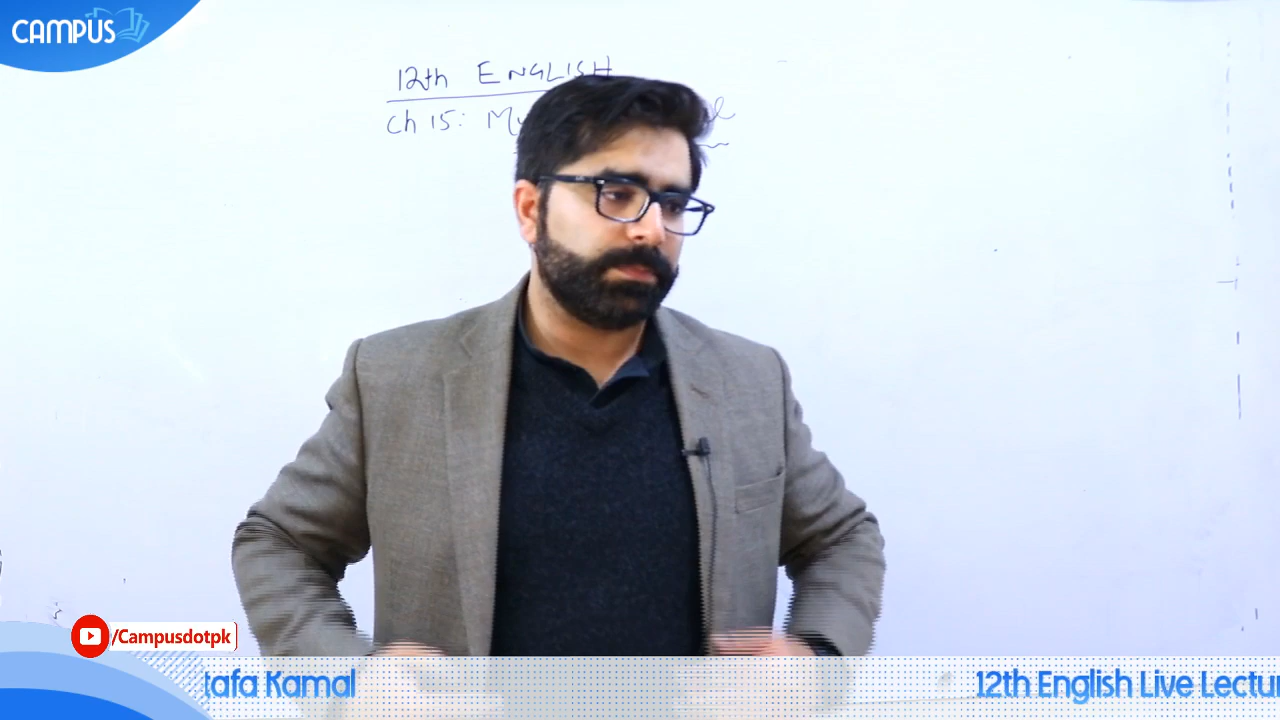 CAMPUS
12th ENGLISH
Ch 15:
/Campusdotpk
tafa Kamal
12th English Live Lectur